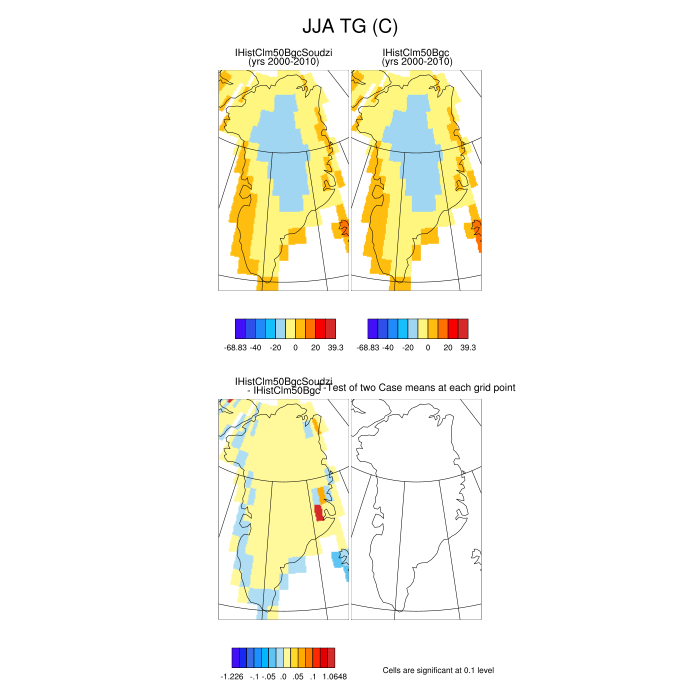 JJA TG (C)
IHistClm50BgcSoudzi
(yrs 2000-2010)
IHistClm50Bgc
(yrs 2000-2010)
-68.83 -40 -20 0 20 39.3
-68.83 -40 -20 0 20 39.3
IHistClm50BgcSoudzi
- IHistClm50Bgc
T-Test of two Case means at each grid point
-1.226 -.1 -.05 .0 .05 .1 1.0648
Cells are significant at 0.1 level